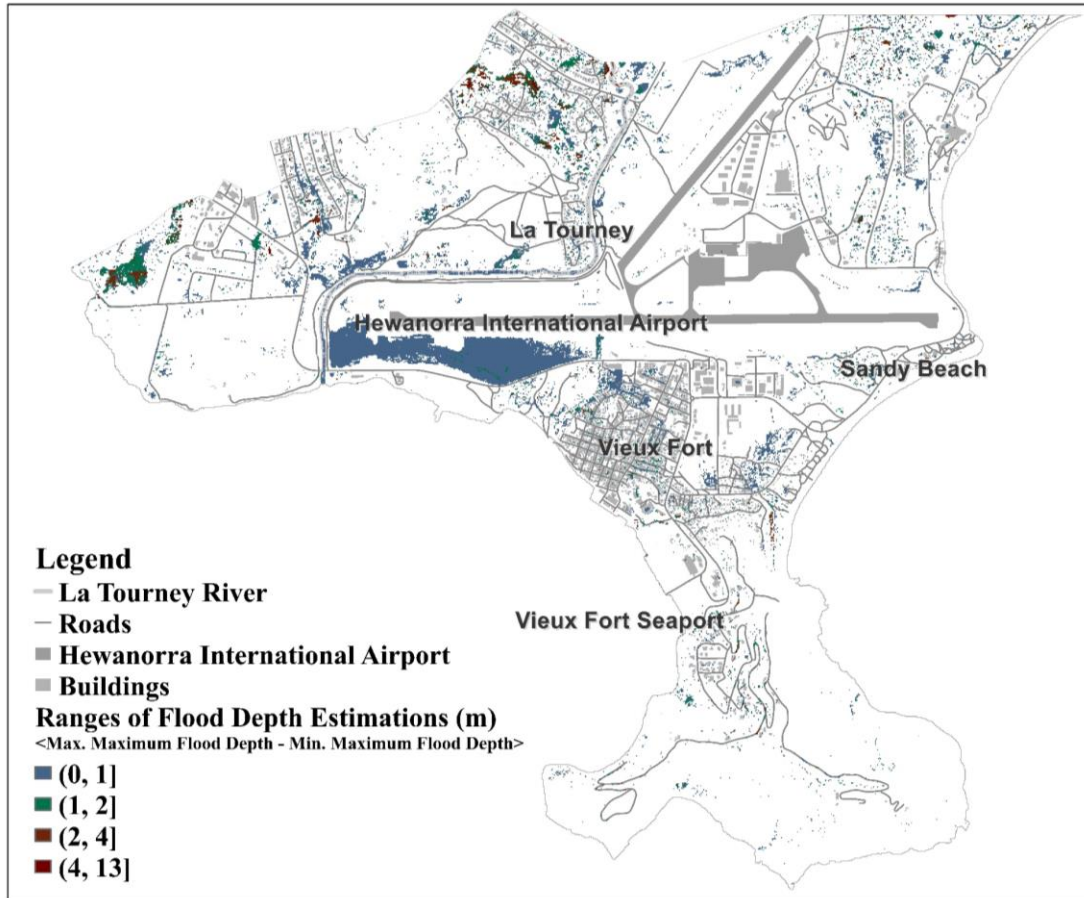 La Tourney
Hewanorra International Airport
Sandy Beach
Vieux Fort
Vieux Fort Seaport
Legend
La Tourney River
Roads
Hewanorra International Airport
Buildings
Ranges of Flood Depth Estimations (m)
<Max. Maximum Flood Depth - Min. Maximum Flood Depth>
(0, 1]
(1, 2]
(2, 4]
(4, 13]